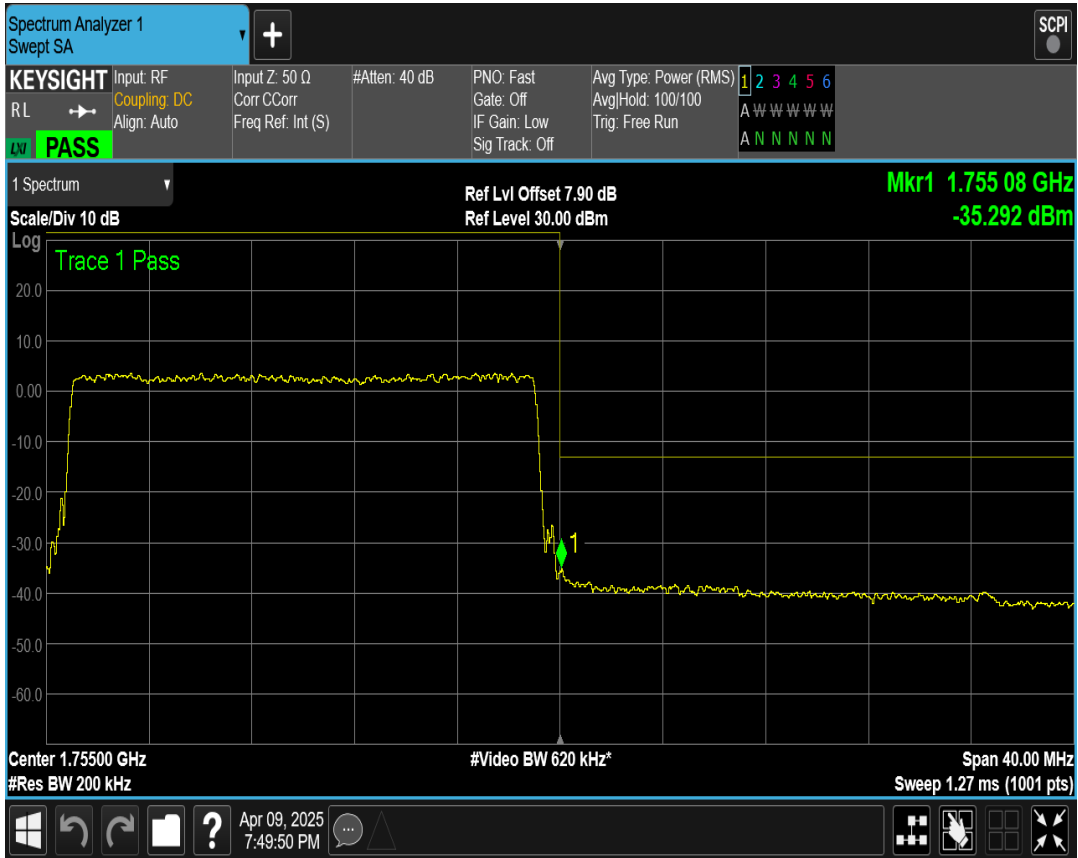 Spectrum Analyzer 1
Swept SA
+
SCPI
KEYSIGHT
RL
LXI PASS
Input: RF
Coupling: DC
Align: Auto
Input Z: 50 Ω
Corr CCorr
Freq Ref: Int (S)
#Atten: 40 dB
PNO: Fast
Gate: Off
IF Gain: Low
Sig Track: Off
Avg Type: Power (RMS)
Avg|Hold: 100/100
Trig: Free Run
1 2 3 4 5 6
A W W W W W
A N N N N N
1 Spectrum
Scale/Div 10 dB
Ref Lvl Offset 7.90 dB
Ref Level 30.00 dBm
Mkr1 1.755 08 GHz
-35.292 dBm
Log
Trace 1 Pass
20.0
10.0
0.00
-10.0
-20.0
-30.0
1
-40.0
-50.0
-60.0
Center 1.75500 GHz
#Res BW 200 kHz
#Video BW 620 kHz*
Span 40.00 MHz
Sweep 1.27 ms (1001 pts)
?
Apr 09, 2025
7:49:50 PM